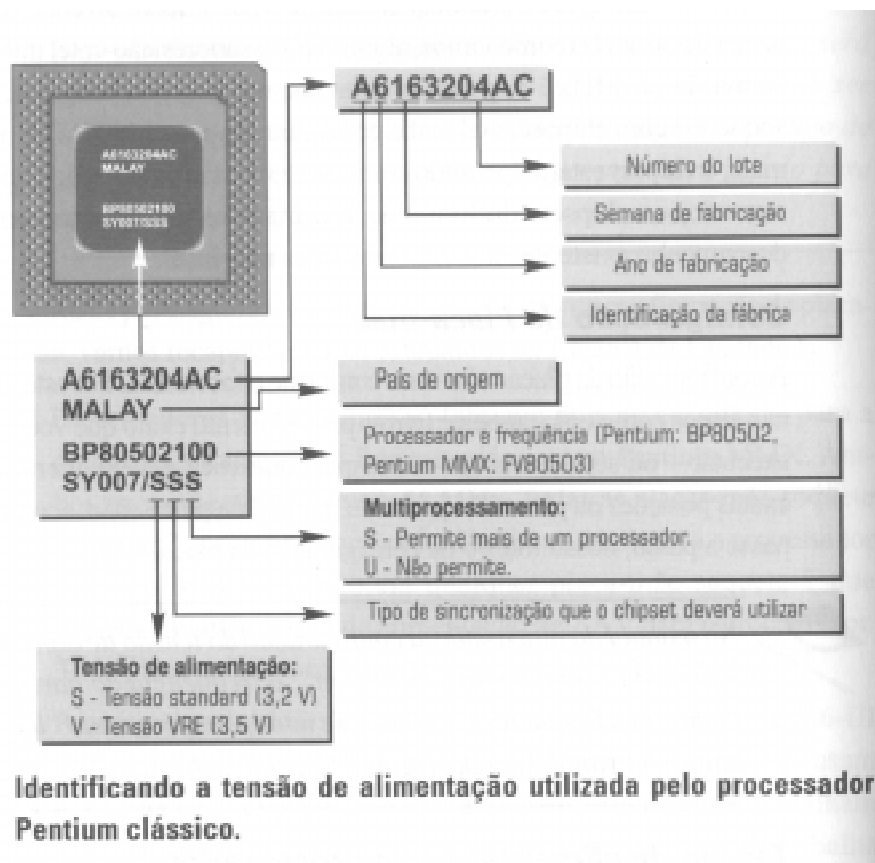 A6163204AC
A6163204AC
MALAY
BP80502100
SY007/SSS
Número do lote
Semana de fabricação
Ano de fabricação
Identificação da fábrica
A6163204AC
MALAY
BP80502100
SY007/SSS
País de origem
Processador e freqüência (Pentium: BP80502,
Pentium MMX: FV80503)
Multiprocessamento:
S - Permite mais de um processador.
U - Não permite.
Tipo de sincronização que o chipset deverá utilizar
Tensão de alimentação:
S - Tensão standard (3,2 V)
V - Tensão VRE (3,5 V)
Identificando a tensão de alimentação utilizada pelo processador
Pentium clássico.